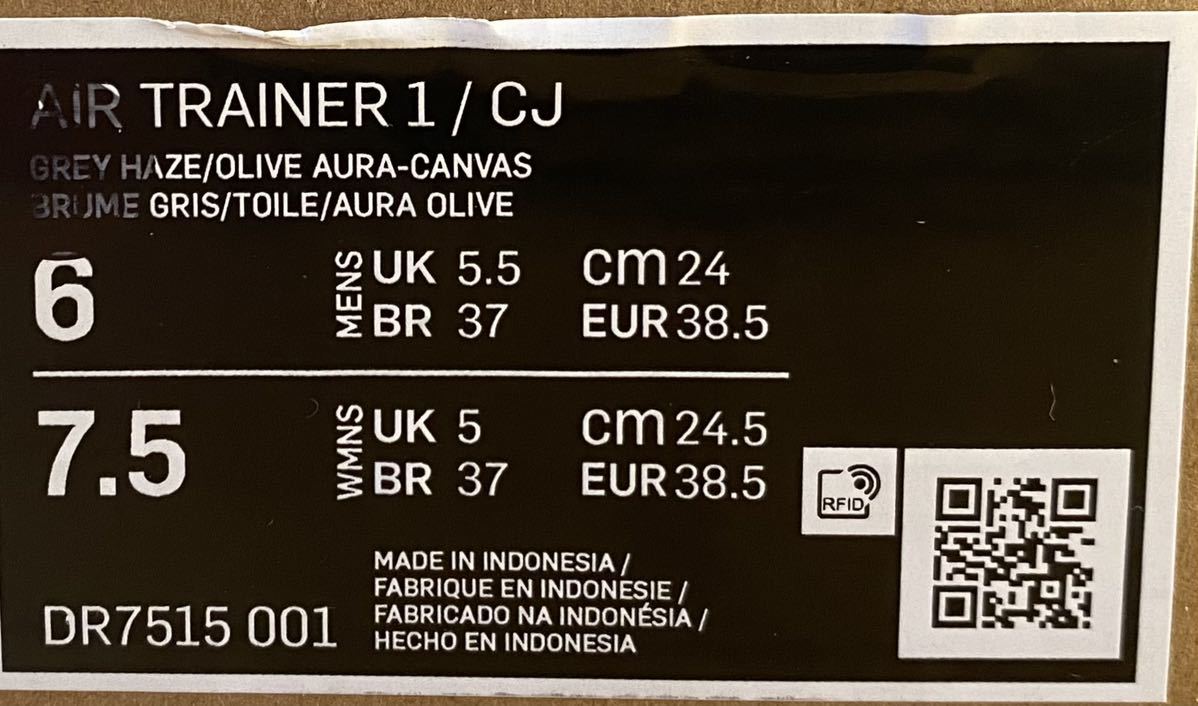 AIR TRAINER 1 / CJ
GREY HAZE/OLIVE AURA-CANVAS
BRUME GRIS/TOILE/AURA OLIVE
6 MENS UK 5.5 cm 24
BR 37 EUR 38.5
7.5 WMNS UK 5 cm 24.5
BR 37 EUR 38.5
RFID
MADE IN INDONESIA /
FABRIQUE EN INDONESIE /
FABRICADO NA INDONÉSIA /
HECHO EN INDONESIA
DR7515 001